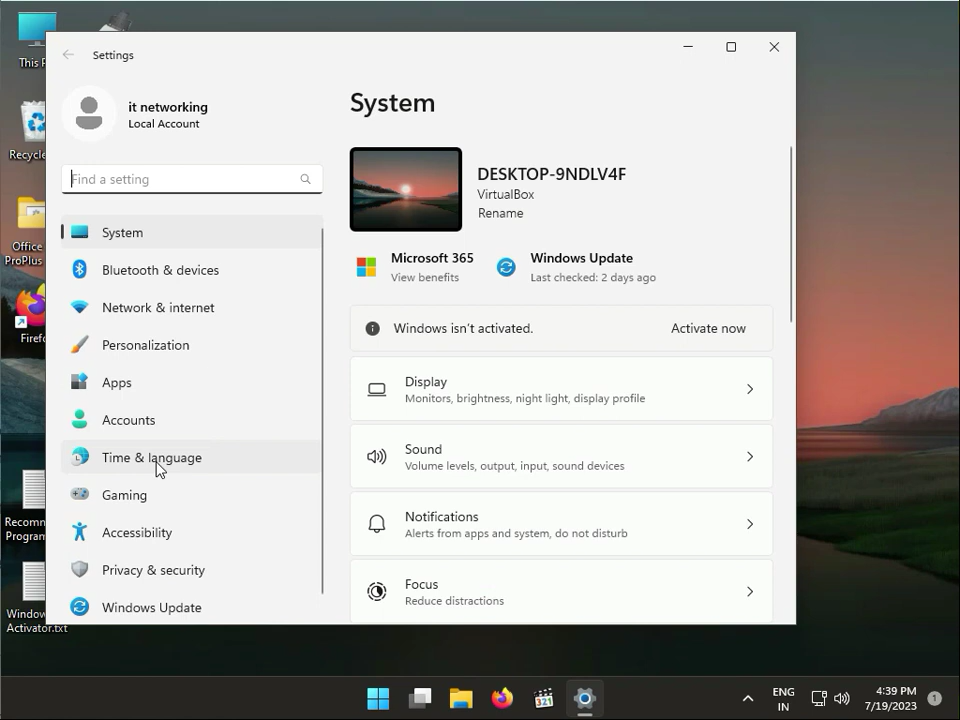 This P
Recycle
Office
ProPlus
Firefo
Recomm
Program
Window
Activator.txt
Settings
it networking
Local Account
Find a setting
System
Bluetooth & devices
Network & internet
Personalization
Apps
Accounts
Time & language
Gaming
Accessibility
Privacy & security
Windows Update
System
DESKTOP-9NDLV4F
VirtualBox
Rename
Microsoft 365
View benefits
Windows Update
Last checked: 2 days ago
Windows isn't activated.
Activate now
Display
Monitors, brightness, night light, display profile
Sound
Volume levels, output, input, sound devices
Notifications
Alerts from apps and system, do not disturb
Focus
Reduce distractions
321
ENG
IN
4:39 PM
7/19/2023
1